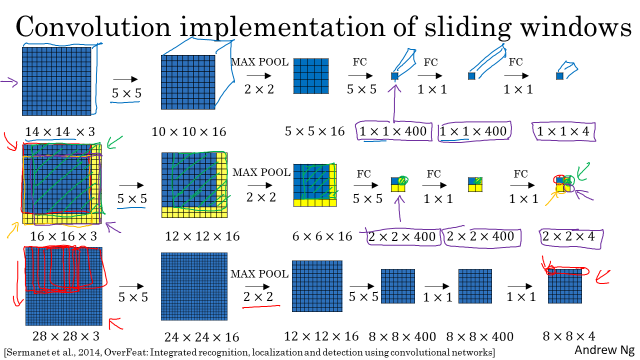 Convolution implementation of sliding windows
MAX POOL FC FC FC
5 × 5 2 × 2 5 × 5 1 × 1 1 × 1
14 × 14 × 3 10 × 10 × 16 5 × 5 × 16 1 × 1 × 400 1 × 1 × 400 1 × 1 × 4
MAX POOL FC FC FC
5 × 5 2 × 2 5 × 5 1 × 1 1 × 1
16 × 16 × 3 12 × 12 × 16 6 × 6 × 16 2 × 2 × 400 2 × 2 × 400 2 × 2 × 4
MAX POOL FC FC FC
5 × 5 2 × 2 5 × 5 1 × 1 1 × 1
28 × 28 × 3 24 × 24 × 16 12 × 12 × 16 8 × 8 × 400 8 × 8 × 400 8 × 8 × 4
[Sermanet et al., 2014, OverFeat: Integrated recognition, localization and detection using convolutional networks] Andrew Ng